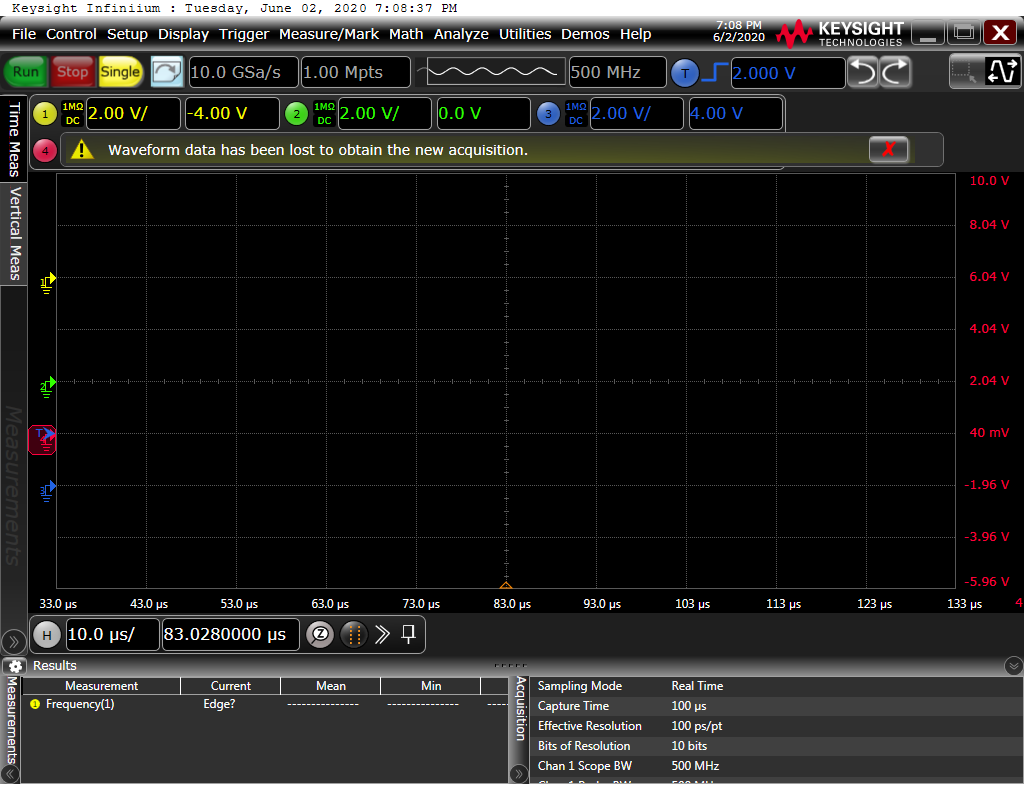 Keysight Infiniium : Tuesday, June 02, 2020 7:08:37 PM
File Control Setup Display Trigger Measure/Mark Math Analyze Utilities Demos Help
7:08 PM
6/2/2020
KEYSIGHT
TECHNOLOGIES
Run Stop Single 10.0 GSa/s 1.00 Mpts 500 MHz T 2.000 V
1 1MΩ DC 2.00 V/ -4.00 V 2 1MΩ DC 2.00 V/ 0.0 V 3 1MΩ DC 2.00 V/ 4.00 V
4 Waveform data has been lost to obtain the new acquisition. X
Time Meas
Vertical Meas
Measurements
10.0 V
8.04 V
6.04 V
4.04 V
2.04 V
40 mV
-1.96 V
-3.96 V
-5.96 V
1
2
T
3
33.0 µs 43.0 µs 53.0 µs 63.0 µs 73.0 µs 83.0 µs 93.0 µs 103 µs 113 µs 123 µs 133 µs 4
H 10.0 µs/ 83.0280000 µs
Results
Measurements
Measurement Current Mean Min
1 Frequency(1) Edge? -------------- -------------- ----
Acquisition
Sampling Mode Real Time
Capture Time 100 µs
Effective Resolution 100 ps/pt
Bits of Resolution 10 bits
Chan 1 Scope BW 500 MHz